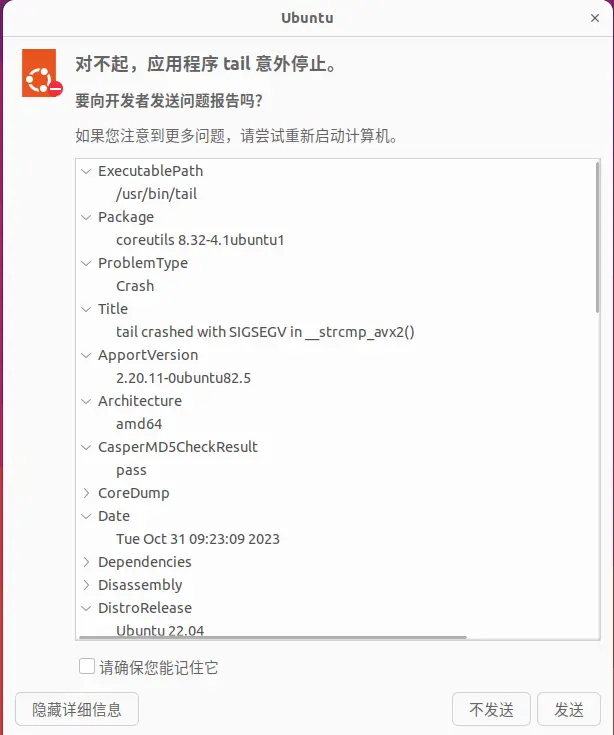 Ubuntu
对不起，应用程序 tail 意外停止。
要向开发者发送问题报告吗？
如果您注意到更多问题，请尝试重新启动计算机。
ExecutablePath
/usr/bin/tail
Package
coreutils 8.32-4.1ubuntu1
ProblemType
Crash
Title
tail crashed with SIGSEGV in __strcmp_avx2()
ApportVersion
2.20.11-0ubuntu82.5
Architecture
amd64
CasperMD5CheckResult
pass
CoreDump
Date
Tue Oct 31 09:23:09 2023
Dependencies
Disassembly
DistroRelease
Ubuntu 22.04
请确保您能记住它
隐藏详细信息
不发送
发送